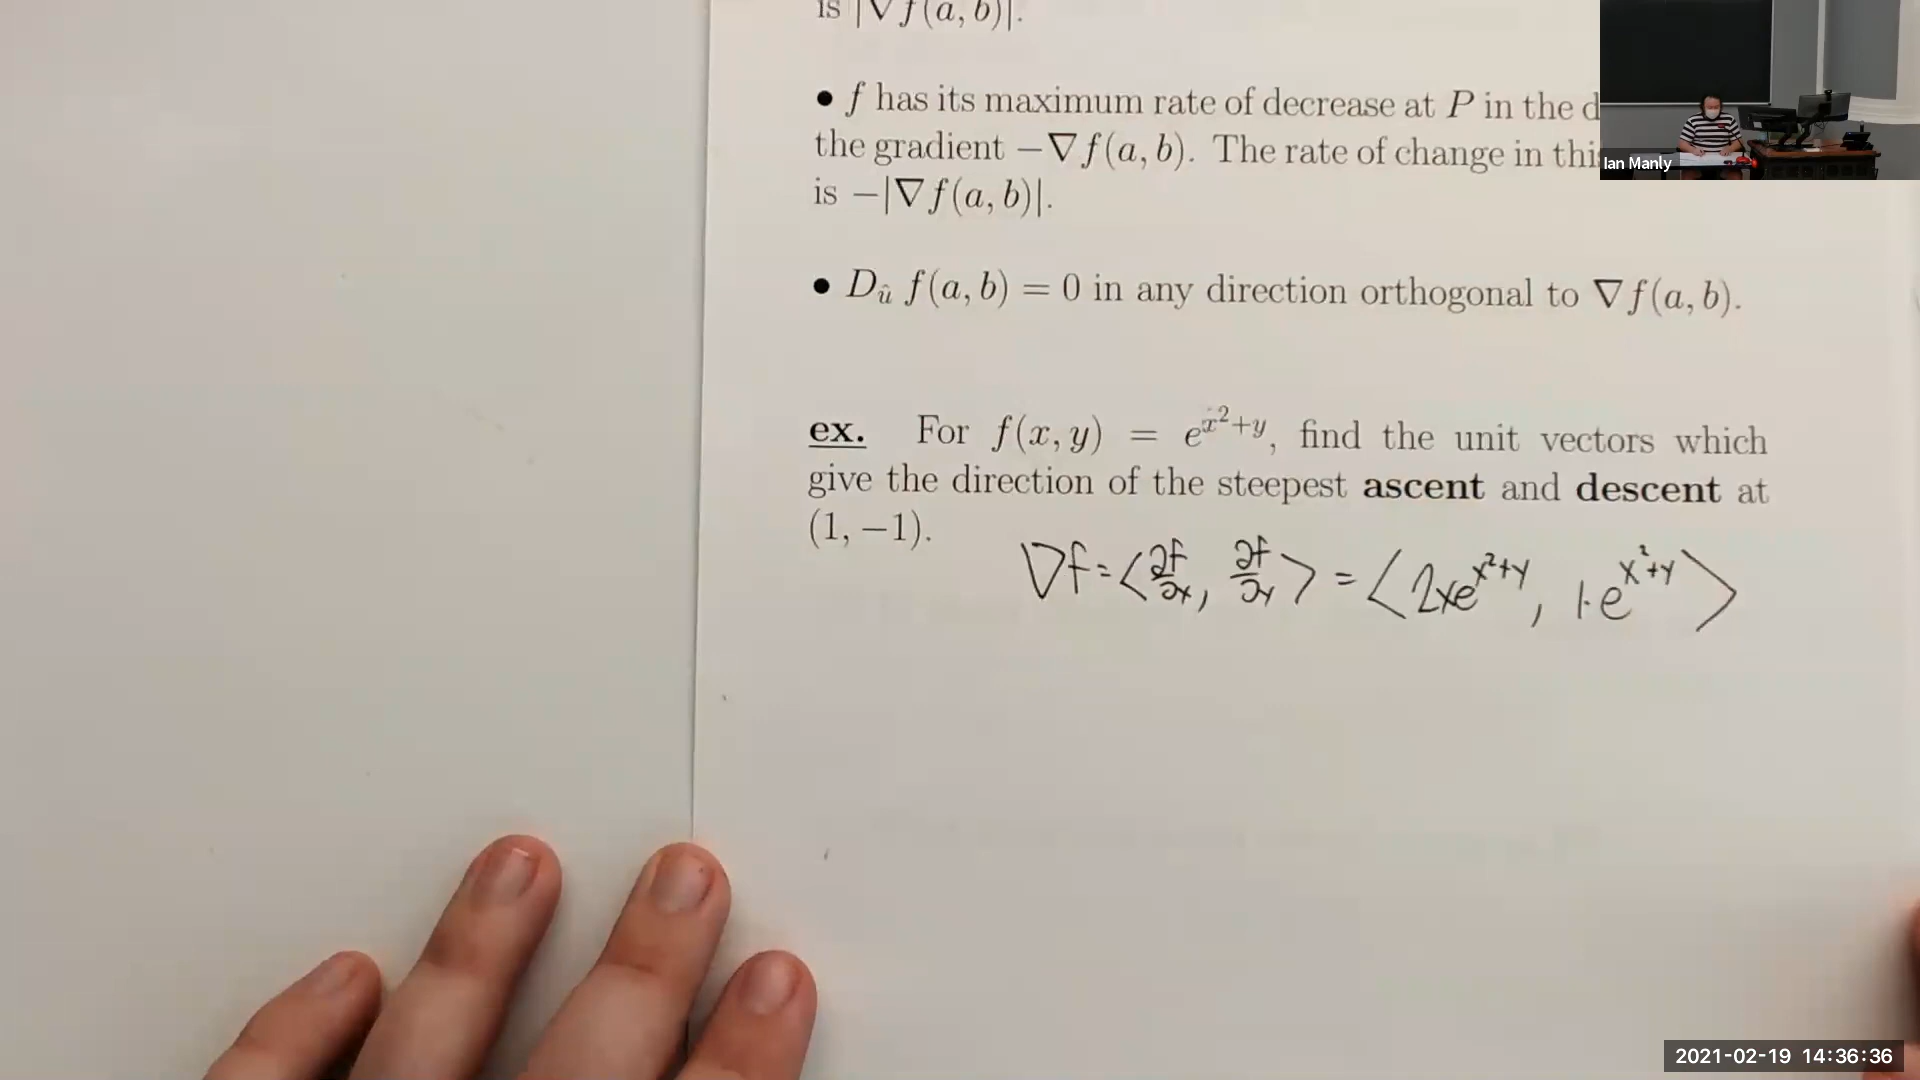 is |∇f(a, b)|.
• f has its maximum rate of decrease at P in the d
the gradient −∇f(a, b). The rate of change in thi
is −|∇f(a, b)|.
Ian Manly
• D_û f(a, b) = 0 in any direction orthogonal to ∇f(a, b).
ex. For f(x, y) = e^{x²+y}, find the unit vectors which
give the direction of the steepest ascent and descent at
(1, −1).
∇f = ⟨∂f/∂x, ∂f/∂y⟩ = ⟨2xe^{x²+y}, 1·e^{x²+y}⟩
2021-02-19 14:36:36